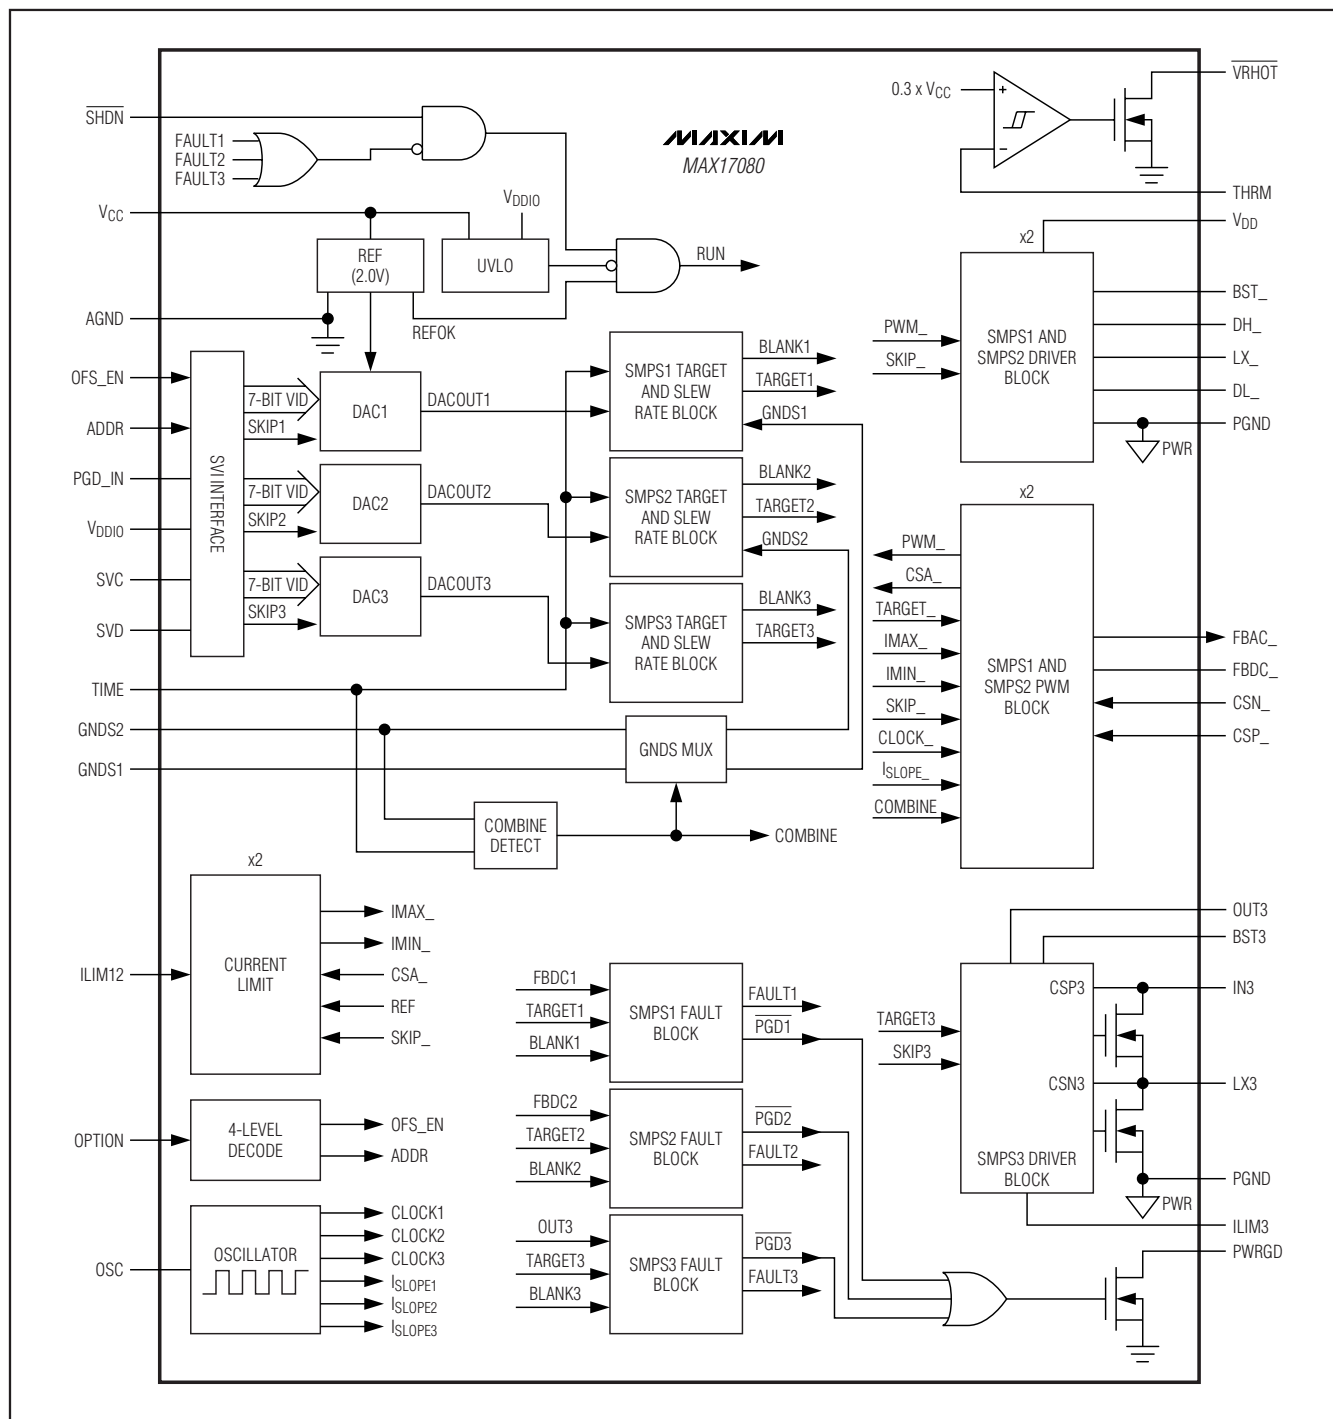 VRHOT
0.3 x VCC
+
−
THRM
SHDN
FAULT1
FAULT2
FAULT3
MAXIM
MAX17080
VCC
VDDIO
REF
(2.0V)
UVLO
RUN
AGND
REFOK
x2
VDD
SMPS1 AND
SMPS2 DRIVER
BLOCK
PWM_
SKIP_
BST_
DH_
LX_
DL_
PGND
PWR
OFS_EN
ADDR
PGD_IN
VDDIO
SVC
SVD
SVI INTERFACE
7-BIT VID
SKIP1
DAC1
DACOUT1
7-BIT VID
SKIP2
DAC2
DACOUT2
7-BIT VID
SKIP3
DAC3
DACOUT3
SMPS1 TARGET
AND SLEW
RATE BLOCK
BLANK1
TARGET1
GNDS1
SMPS2 TARGET
AND SLEW
RATE BLOCK
BLANK2
TARGET2
GNDS2
SMPS3 TARGET
AND SLEW
RATE BLOCK
BLANK3
TARGET3
TIME
GNDS2
GNDS1
GNDS MUX
COMBINE
DETECT
COMBINE
x2
PWM_
CSA_
TARGET_
IMAX_
IMIN_
SKIP_
CLOCK_
ISLOPE_
COMBINE
SMPS1 AND
SMPS2 PWM
BLOCK
FBAC_
FBDC_
CSN_
CSP_
x2
ILIM12
CURRENT
LIMIT
IMAX_
IMIN_
CSA_
REF
SKIP_
OPTION
4-LEVEL
DECODE
OFS_EN
ADDR
OSC
OSCILLATOR
CLOCK1
CLOCK2
CLOCK3
ISLOPE1
ISLOPE2
ISLOPE3
FBDC1
TARGET1
BLANK1
SMPS1 FAULT
BLOCK
FAULT1
PGD1
FBDC2
TARGET2
BLANK2
SMPS2 FAULT
BLOCK
PGD2
FAULT2
OUT3
TARGET3
BLANK3
SMPS3 FAULT
BLOCK
PGD3
FAULT3
OUT3
BST3
TARGET3
SKIP3
CSP3
CSN3
SMPS3 DRIVER
BLOCK
IN3
LX3
PGND
PWR
ILIM3
PWRGD